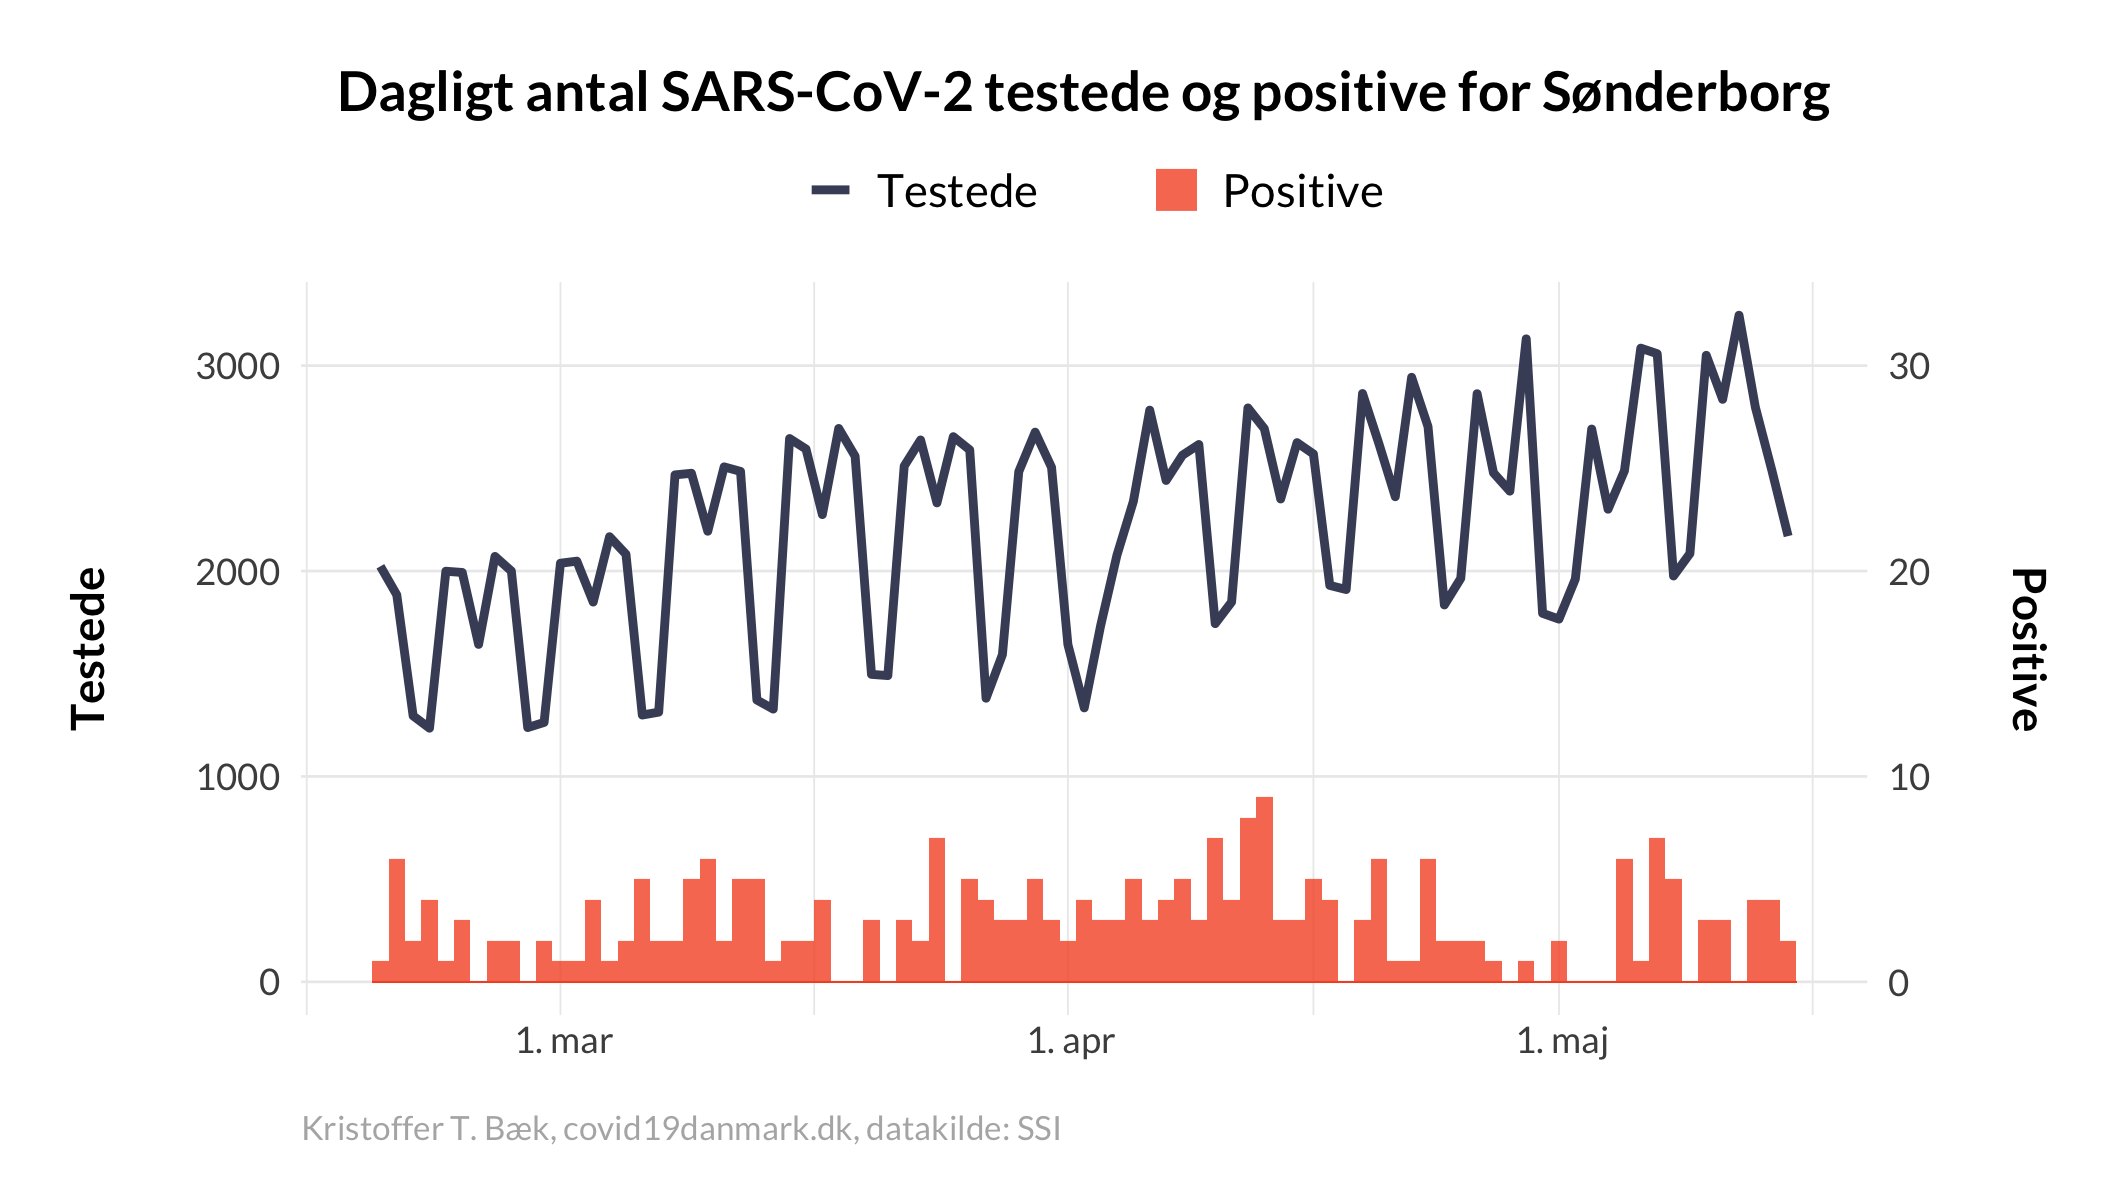 Dagligt antal SARS-CoV-2 testede og positive for Sønderborg
Testede
Positive
3000
2000
1000
0
Testede
30
20
10
0
Positive
1. mar
1. apr
1. maj
Kristoffer T. Bæk, covid19danmark.dk, datakilde: SSI